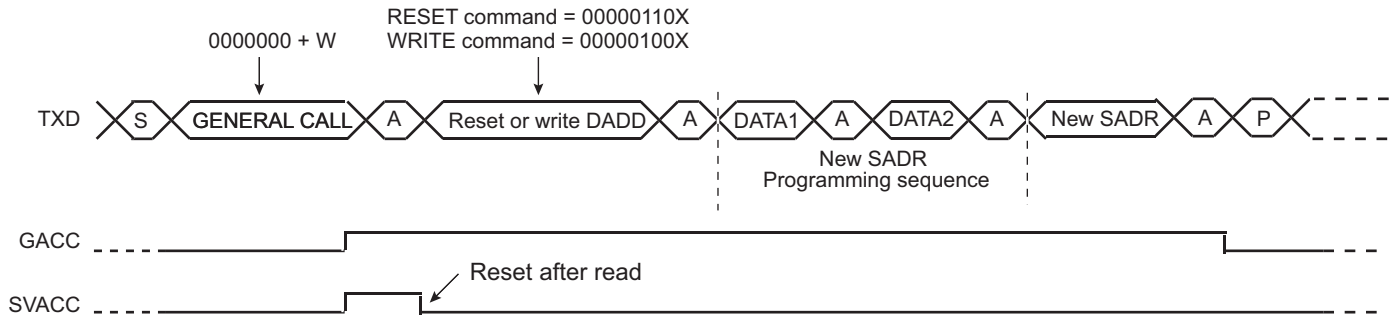 RESET command = 00000110X
0000000 + W
WRITE command = 00000100X
TXD S GENERAL CALL A Reset or write DADD A DATA1 A DATA2 A New SADR A P
New SADR
Programming sequence
GACC
Reset after read
SVACC